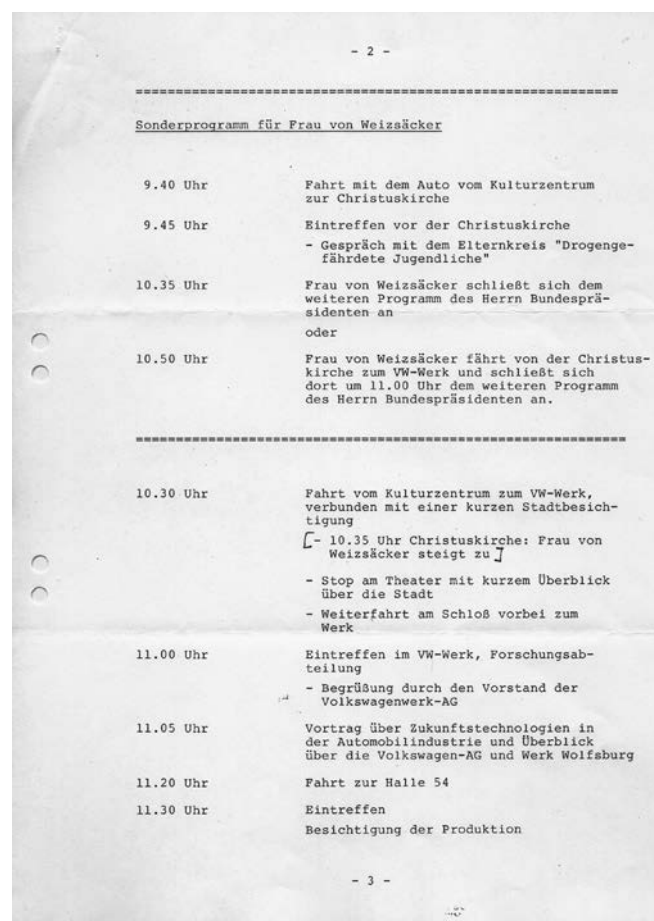 - 2 -
Sonderprogramm für Frau von Weizsäcker
9.40 Uhr Fahrt mit dem Auto vom Kulturzentrum
zur Christuskirche
9.45 Uhr Eintreffen vor der Christuskirche
- Gespräch mit dem Elternkreis "Drogenge-
fährdete Jugendliche"
10.35 Uhr Frau von Weizsäcker schließt sich dem
weiteren Programm des Herrn Bundesprä-
sidenten an
oder
10.50 Uhr Frau von Weizsäcker fährt von der Christus-
kirche zum VW-Werk und schließt sich
dort um 11.00 Uhr dem weiteren Programm
des Herrn Bundespräsidenten an.
10.30 Uhr Fahrt vom Kulturzentrum zum VW-Werk,
verbunden mit einer kurzen Stadtbesich-
tigung
[- 10.35 Uhr Christuskirche: Frau von
Weizsäcker steigt zu]
- Stop am Theater mit kurzem Überblick
über die Stadt
- Weiterfahrt am Schloß vorbei zum
Werk
11.00 Uhr Eintreffen im VW-Werk, Forschungsab-
teilung
- Begrüßung durch den Vorstand der
Volkswagenwerk-AG
11.05 Uhr Vortrag über Zukunftstechnologien in
der Automobilindustrie und Überblick
über die Volkswagen-AG und Werk Wolfsburg
11.20 Uhr Fahrt zur Halle 54
11.30 Uhr Eintreffen
Besichtigung der Produktion
- 3 -